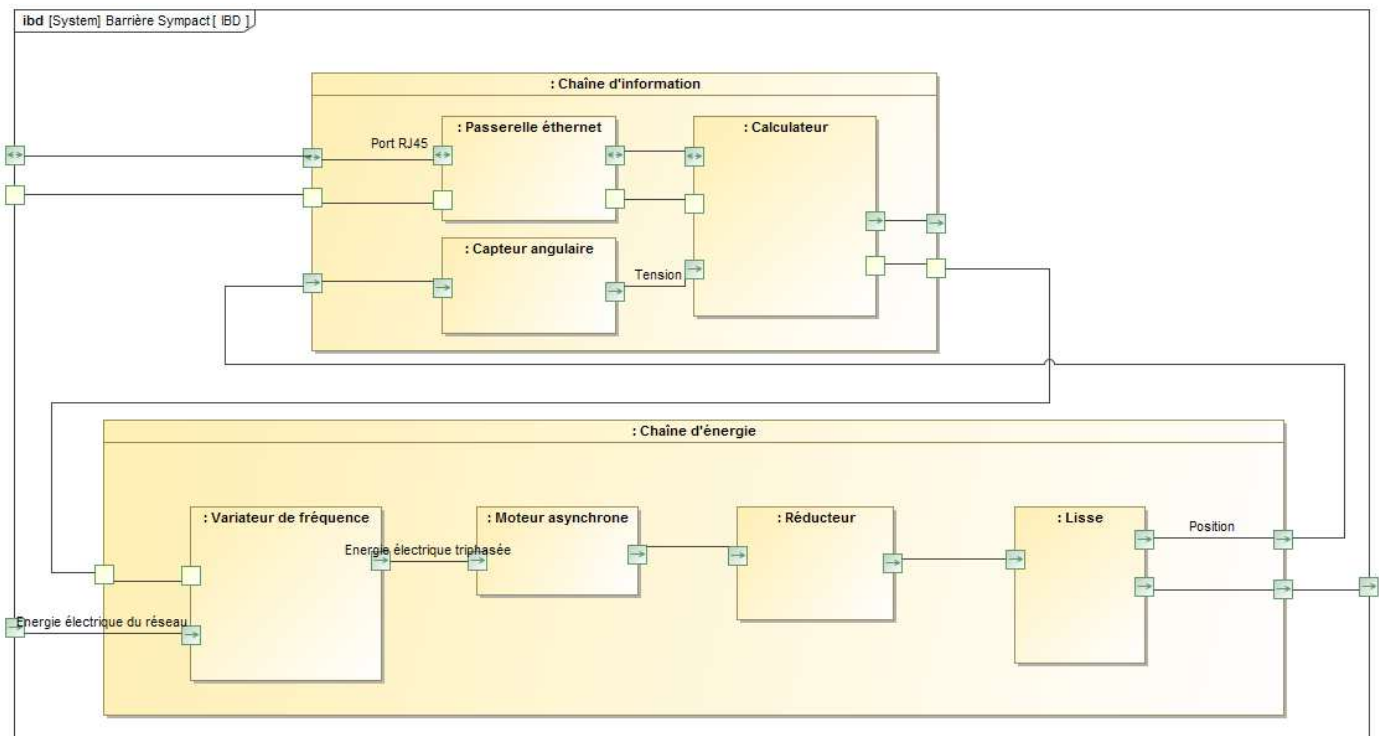 ibd [System] Barrière Sympact[ IBD ]
: Chaîne d'information
: Passerelle éthernet
: Calculateur
Port RJ45
: Capteur angulaire
Tension
: Chaîne d'énergie
: Variateur de fréquence
: Moteur asynchrone
: Réducteur
: Lisse
Position
Energie électrique triphasée
Energie électrique du réseau